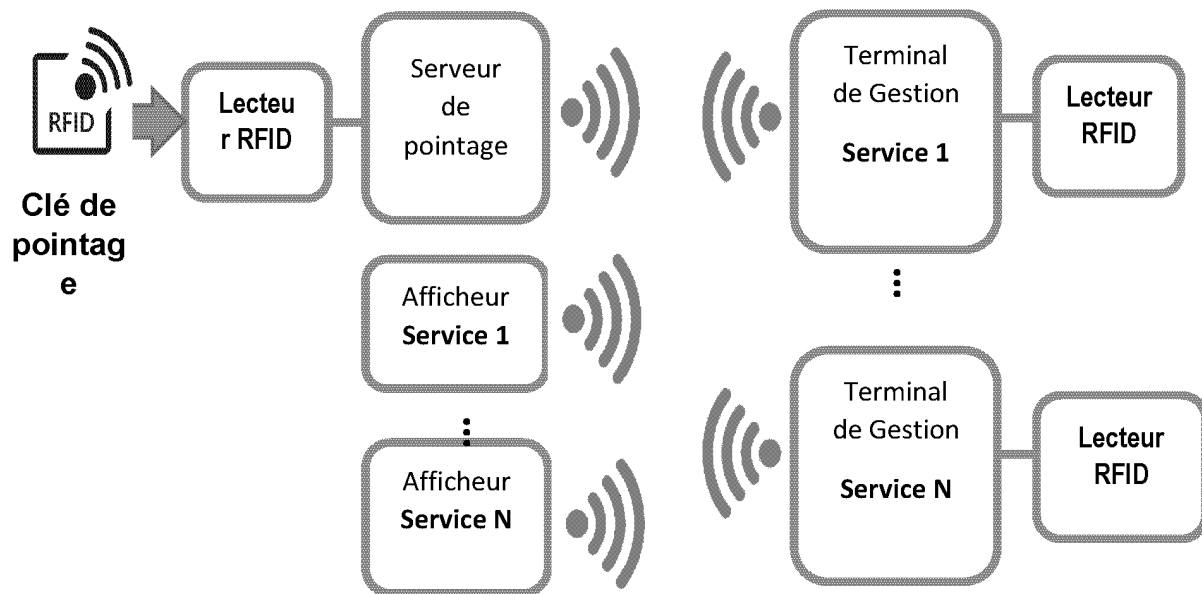 RFID
Clé de
pointag
e
Lecteu
r RFID
Serveur
de
pointage
Afficheur
Service 1
Afficheur
Service N
Terminal
de Gestion
Service 1
Lecteur
RFID
Terminal
de Gestion
Service N
Lecteur
RFID